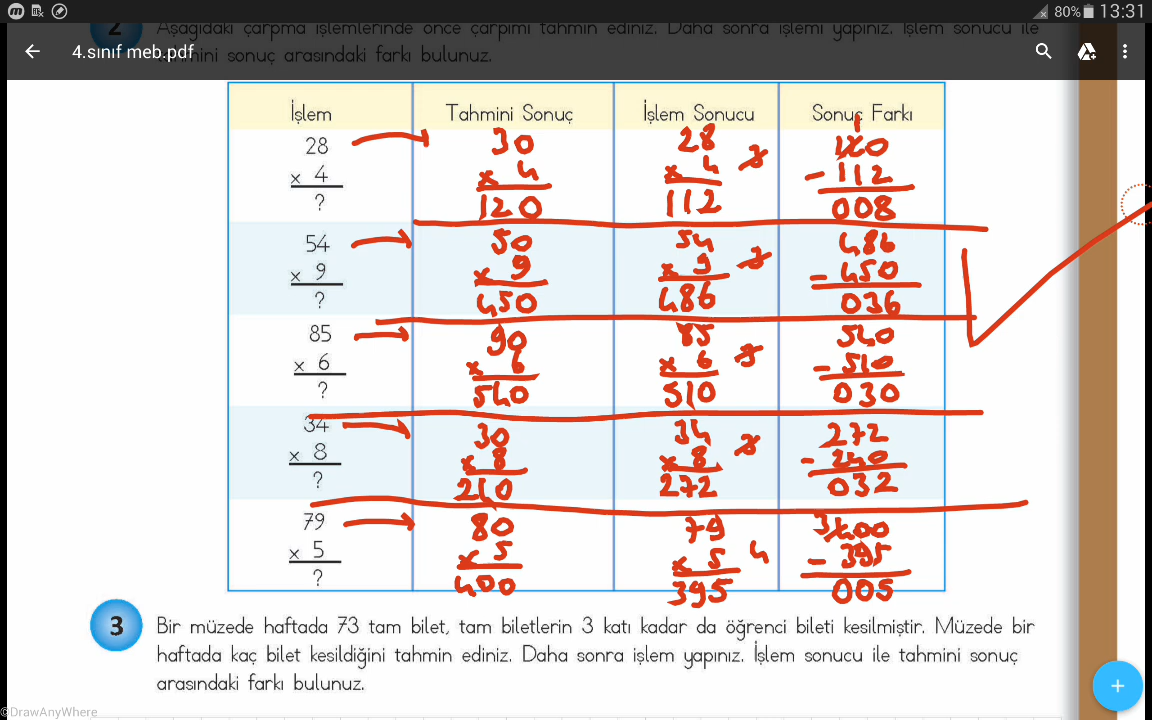 80% 13:31
2 Aşağıdaki çarpma işlemlerinde önce çarpımı tahmin ediniz. Daha sonra işlemi yapınız. İşlem sonucu ile
tahmini sonuç arasındaki farkı bulunuz.
4.sınıf meb.pdf
İşlem Tahmini Sonuç İşlem Sonucu Sonuç Farkı
28 30 28 120
x 4 x 4 x 4 - 112
? 120 112 008
54 50 54 486
x 9 x 9 x 9 - 450
? 450 486 036
85 90 85 540
x 6 x 6 x 6 - 510
? 540 510 030
34 30 34 272
x 8 x 8 x 8 - 240
? 240 272 032
79 80 79 400
x 5 x 5 x 5 4 - 395
? 400 395 005
3 Bir müzede haftada 73 tam bilet, tam biletlerin 3 katı kadar da öğrenci bileti kesilmiştir. Müzede bir
haftada kaç bilet kesildiğini tahmin ediniz. Daha sonra işlem yapınız. İşlem sonucu ile tahmini sonuç
arasındaki farkı bulunuz.
©DrawAnyWhere